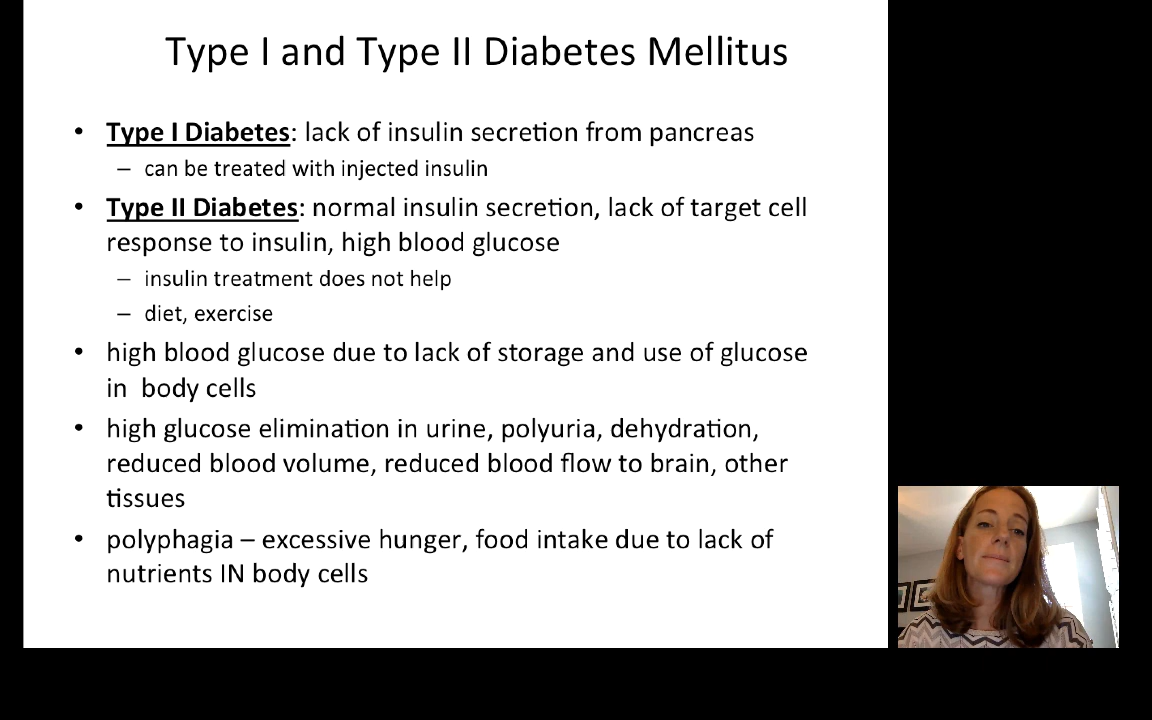 Type I and Type II Diabetes Mellitus
• Type I Diabetes: lack of insulin secretion from pancreas
– can be treated with injected insulin
• Type II Diabetes: normal insulin secretion, lack of target cell
response to insulin, high blood glucose
– insulin treatment does not help
– diet, exercise
• high blood glucose due to lack of storage and use of glucose
in body cells
• high glucose elimination in urine, polyuria, dehydration,
reduced blood volume, reduced blood flow to brain, other
tissues
• polyphagia – excessive hunger, food intake due to lack of
nutrients IN body cells